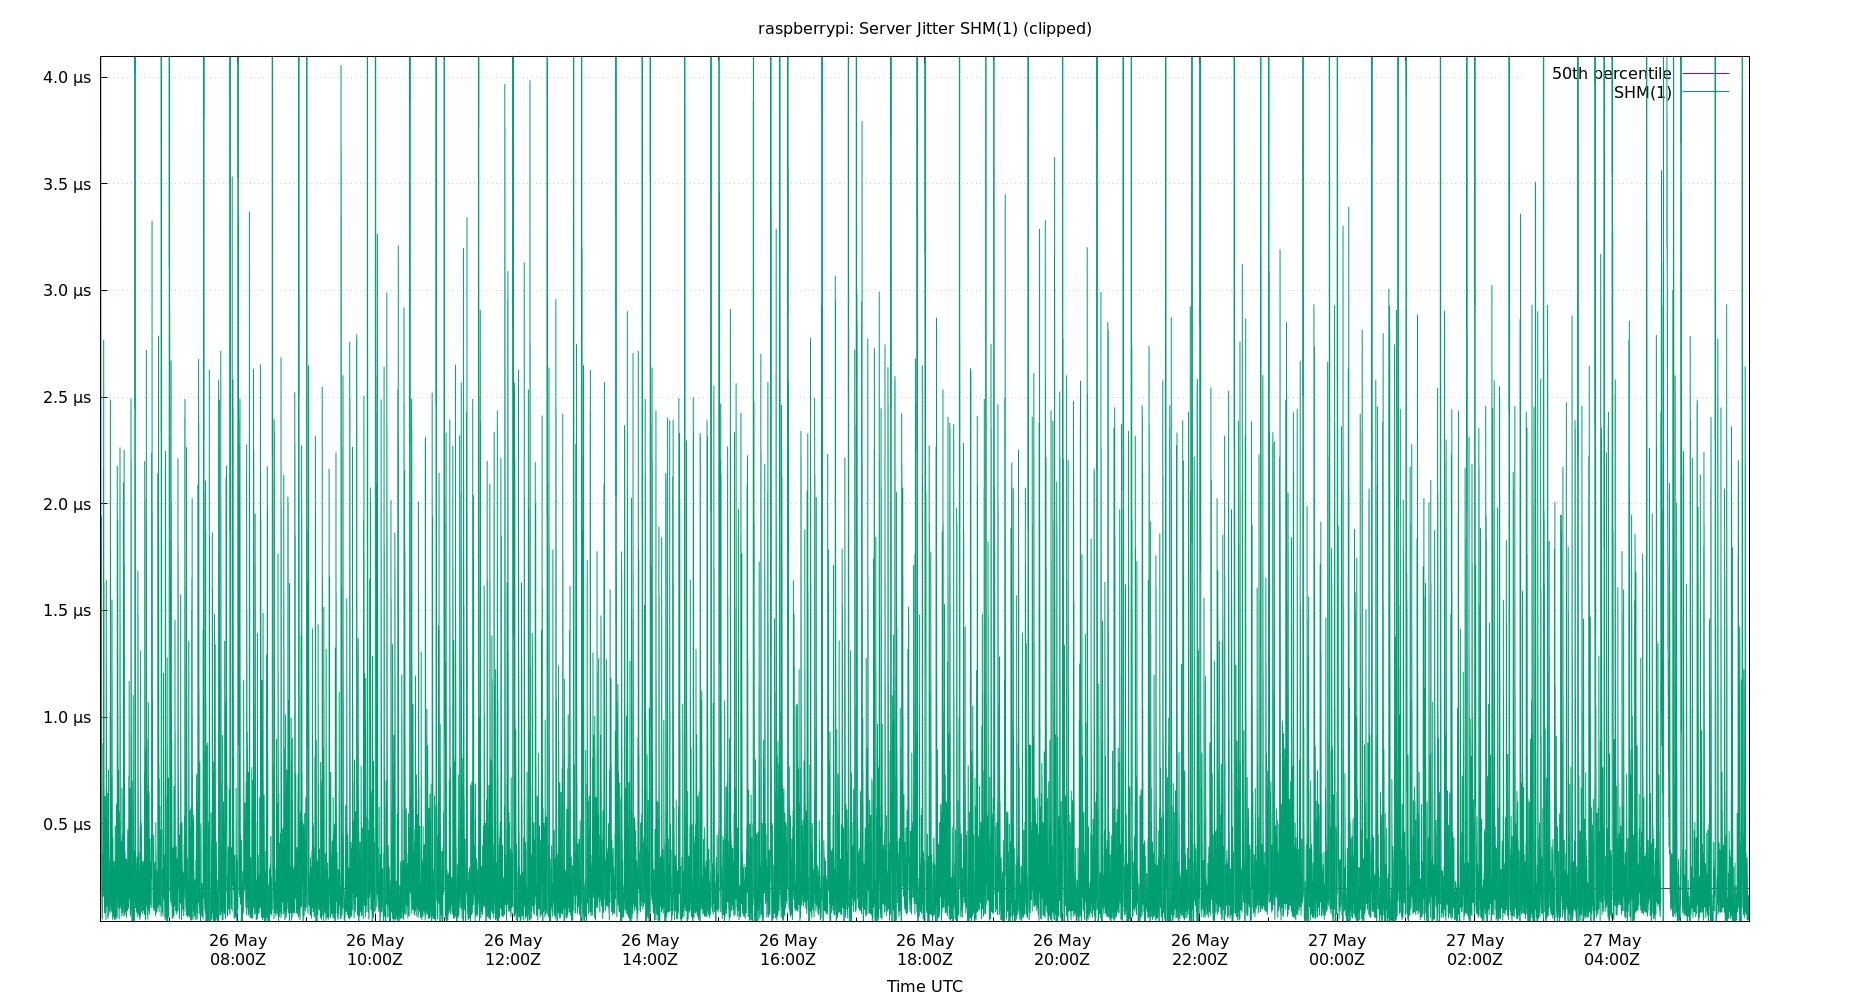 raspberrypi: Server Jitter SHM(1) (clipped)
50th percentile
SHM(1)
4.0 µs
3.5 µs
3.0 µs
2.5 µs
2.0 µs
1.5 µs
1.0 µs
0.5 µs
26 May 26 May 26 May 26 May 26 May 26 May 26 May 26 May 27 May 27 May 27 May
08:00Z 10:00Z 12:00Z 14:00Z 16:00Z 18:00Z 20:00Z 22:00Z 00:00Z 02:00Z 04:00Z
Time UTC